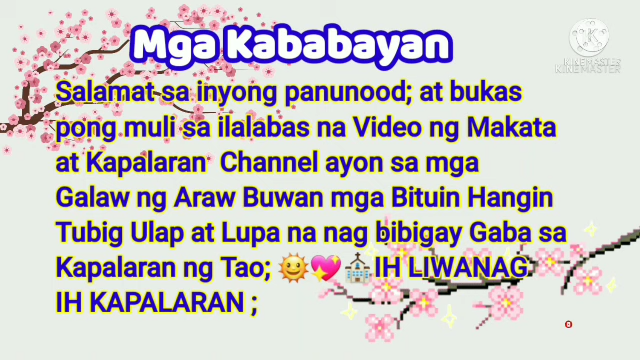 Mga Kababayan
KINEMASTER
KINEMASTER
Salamat sa inyong panunood; at bukas
pong muli sa ilalabas na Video ng Makata
at Kapalaran Channel ayon sa mga
Galaw ng Araw Buwan mga Bituin Hangin
Tubig Ulap at Lupa na nag bibigay Gaba sa
Kapalaran ng Tao; 🌞💖⛪IH LIWANAG
IH KAPALARAN ;